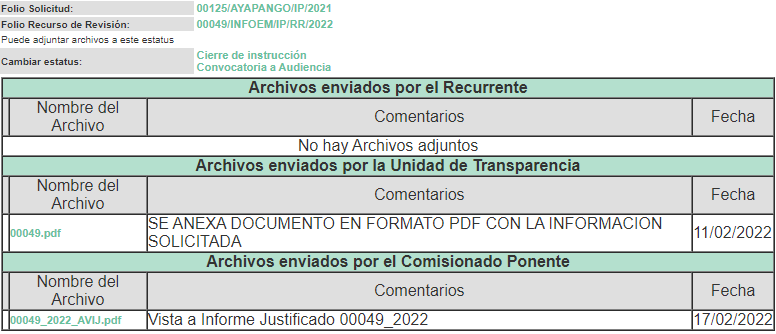 Folio Solicitud: 00125/AYAPANGO/IP/2021
Folio Recurso de Revisión: 00049/INFOEM/IP/RR/2022
Puede adjuntar archivos a este estatus
Cambiar estatus: Cierre de instrucción
Convocatoria a Audiencia
Archivos enviados por el Recurrente
Nombre del Archivo Comentarios Fecha
No hay Archivos adjuntos
Archivos enviados por la Unidad de Transparencia
Nombre del Archivo Comentarios Fecha
00049.pdf SE ANEXA DOCUMENTO EN FORMATO PDF CON LA INFORMACION SOLICITADA 11/02/2022
Archivos enviados por el Comisionado Ponente
Nombre del Archivo Comentarios Fecha
00049_2022_AVIJ.pdf Vista a Informe Justificado 00049_2022 17/02/2022